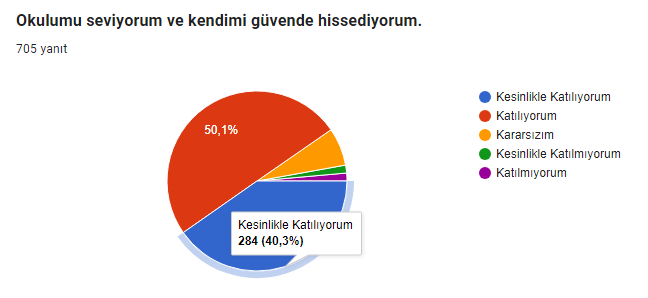 Okulumu seviyorum ve kendimi güvende hissediyorum.
705 yanıt
50,1%
Kesinlikle Katılıyorum
284 (40,3%)
Kesinlikle Katılıyorum
Katılıyorum
Kararsızım
Kesinlikle Katılmıyorum
Katılmıyorum